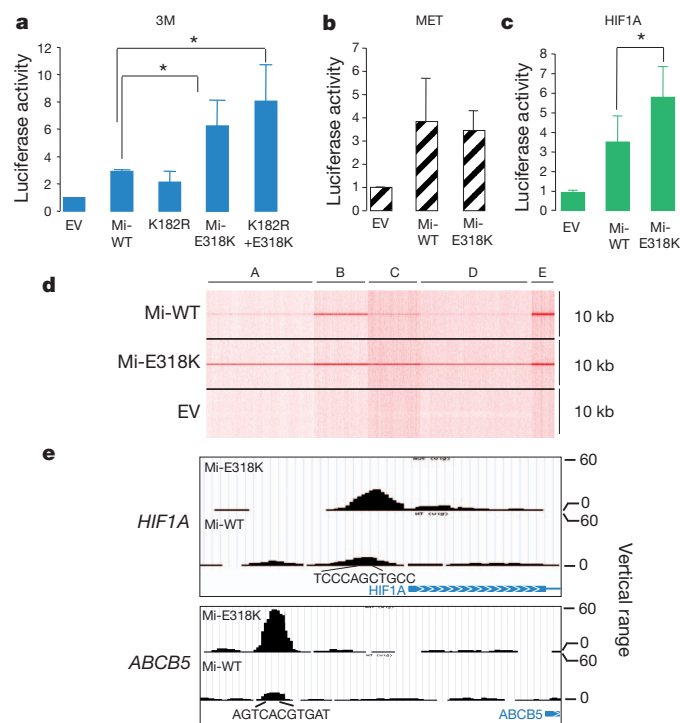 a 3M
Luciferase activity
12
10
8
6
4
2
0
* *
EV Mi-WT K182R Mi-E318K K182R+E318K
b MET
Luciferase activity
7
6
5
4
3
2
1
0
EV Mi-WT Mi-E318K
c HIF1A
Luciferase activity
8
7
6
5
4
3
2
1
0
*
EV Mi-WT Mi-E318K
d
A B C D E
Mi-WT 10 kb
Mi-E318K 10 kb
EV 10 kb
e
HIF1A
Mi-E318K 60
0
Mi-WT 60
0
TCCCAGCTGCC
HIF1A
ABCB5
Mi-E318K 60
0
Mi-WT 60
0
AGTCACGTGAT
ABCB5
Vertical range